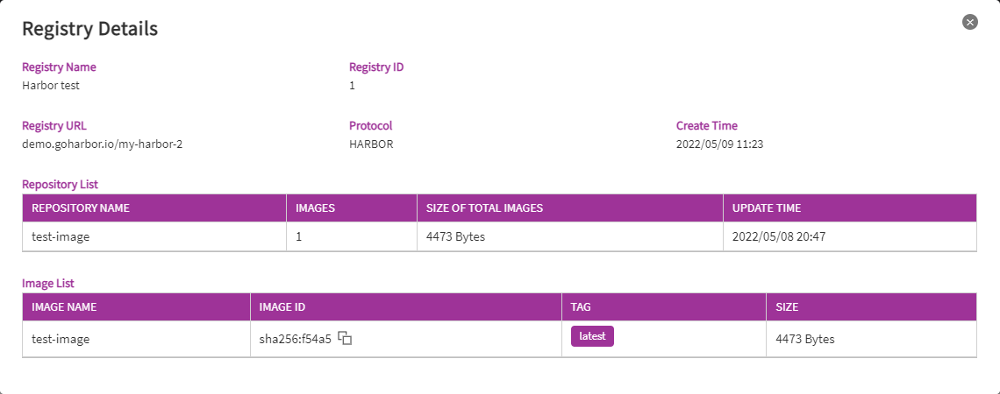 Registry Details
Registry Name Registry ID
Harbor test 1
Registry URL Protocol Create Time
demo.goharbor.io/my-harbor-2 HARBOR 2022/05/09 11:23
Repository List
REPOSITORY NAME IMAGES SIZE OF TOTAL IMAGES UPDATE TIME
test-image 1 4473 Bytes 2022/05/08 20:47
Image List
IMAGE NAME IMAGE ID TAG SIZE
test-image sha256:f54a5 latest 4473 Bytes